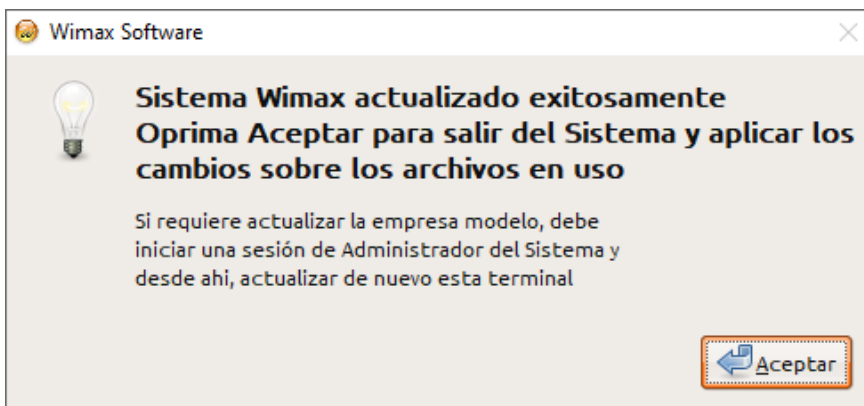 Wimax Software
Sistema Wimax actualizado exitosamente
Oprima Aceptar para salir del Sistema y aplicar los
cambios sobre los archivos en uso
Si requiere actualizar la empresa modelo, debe
iniciar una sesión de Administrador del Sistema y
desde ahi, actualizar de nuevo esta terminal
Aceptar